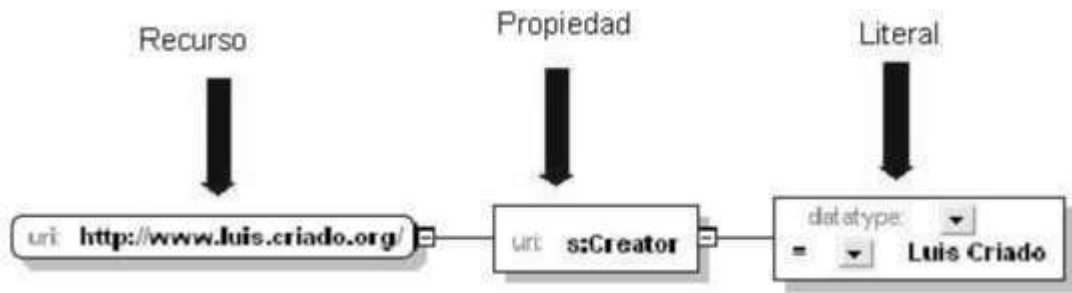 Recurso
Propiedad
Literal
uri: http://www.luis.criado.org/
uri: s:Creator
datatype:
= Luis Criado